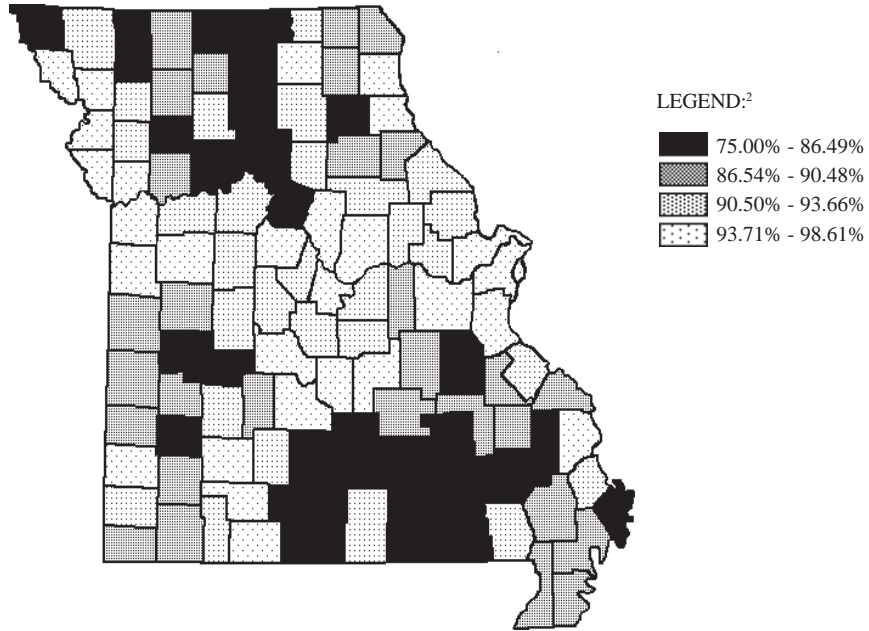 LEGEND:²
75.00% - 86.49%
86.54% - 90.48%
90.50% - 93.66%
93.71% - 98.61%